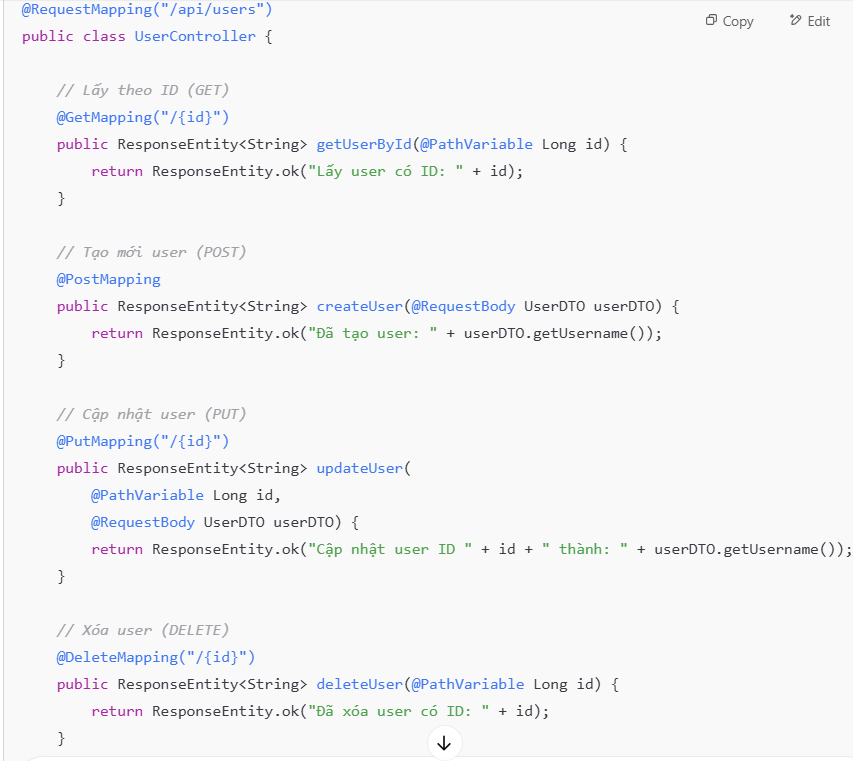 @RequestMapping("/api/users")
Copy
Edit
public class UserController {
// Lấy theo ID (GET)
@GetMapping("/{id}")
public ResponseEntity<String> getUserById(@PathVariable Long id) {
return ResponseEntity.ok("Lấy user có ID: " + id);
}
// Tạo mới user (POST)
@PostMapping
public ResponseEntity<String> createUser(@RequestBody UserDTO userDTO) {
return ResponseEntity.ok("Đã tạo user: " + userDTO.getUsername());
}
// Cập nhật user (PUT)
@PutMapping("/{id}")
public ResponseEntity<String> updateUser(
@PathVariable Long id,
@RequestBody UserDTO userDTO) {
return ResponseEntity.ok("Cập nhật user ID " + id + " thành: " + userDTO.getUsername());
}
// Xóa user (DELETE)
@DeleteMapping("/{id}")
public ResponseEntity<String> deleteUser(@PathVariable Long id) {
return ResponseEntity.ok("Đã xóa user có ID: " + id);
}